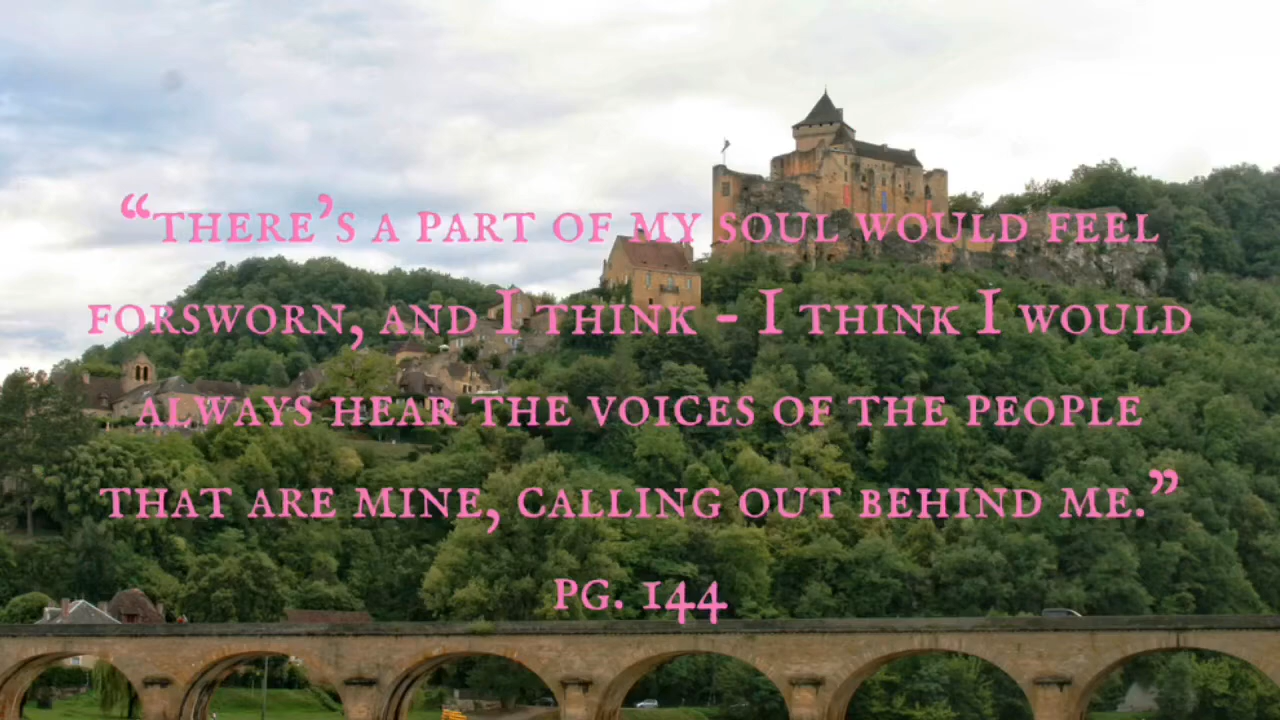 “there’s a part of my soul would feel
forsworn, and I think - I think I would
always hear the voices of the people
that are mine, calling out behind me.”
pg. 144